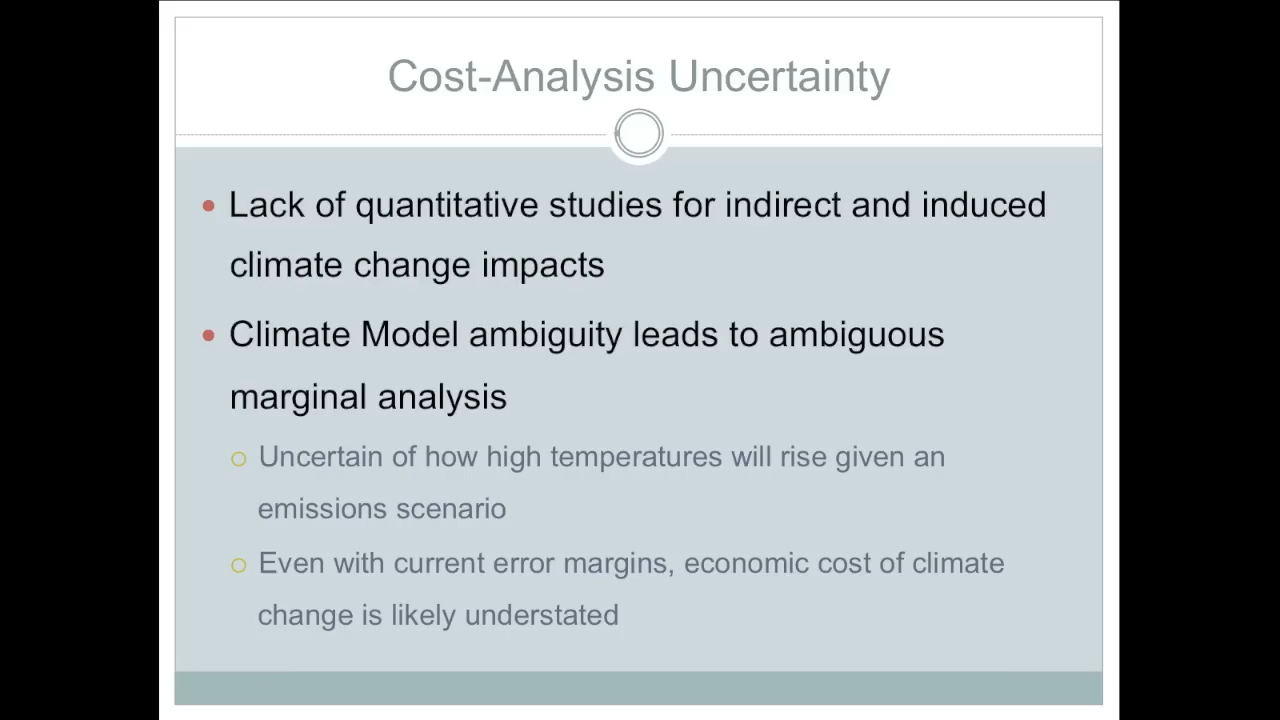 Cost-Analysis Uncertainty
Lack of quantitative studies for indirect and induced
climate change impacts
Climate Model ambiguity leads to ambiguous
marginal analysis
Uncertain of how high temperatures will rise given an
emissions scenario
Even with current error margins, economic cost of climate
change is likely understated